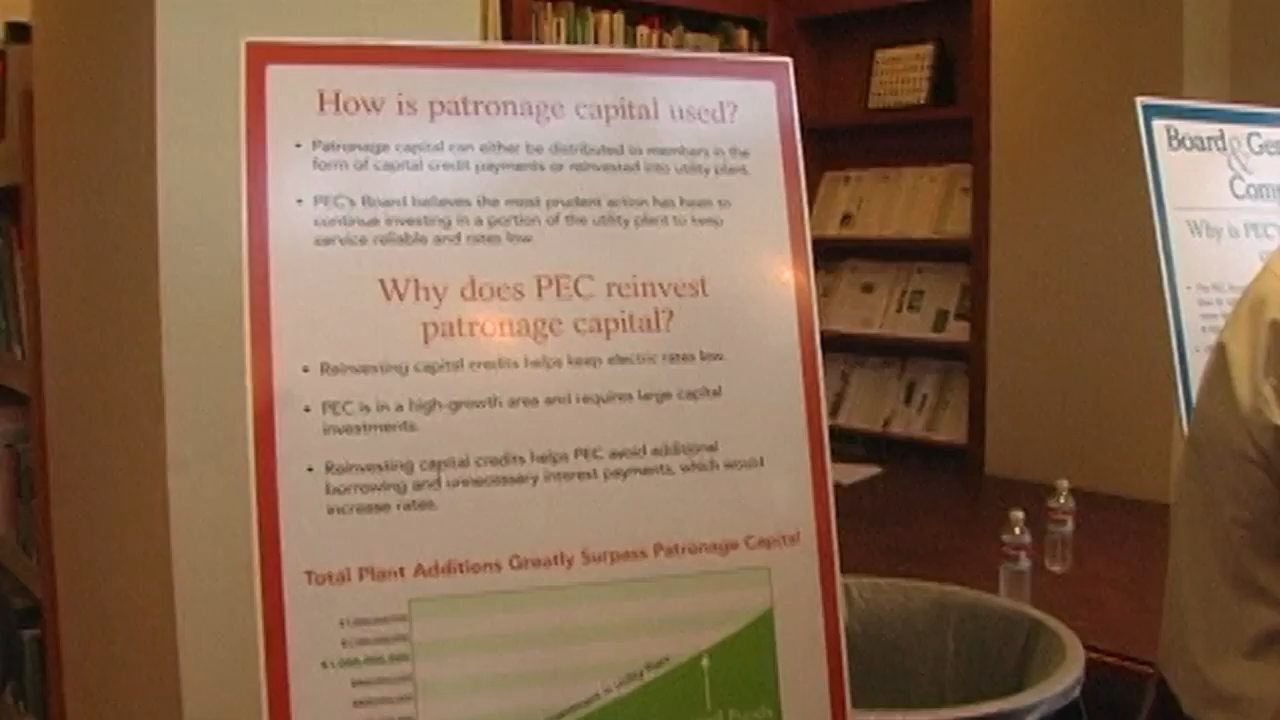 How is patronage capital used?
• Patronage capital can either be distributed to members in the
form of capital credit payments or reinvested into utility plant.
• PEC's Board believes the most prudent action has been to
continue investing in a portion of the utility plant to keep
service reliable and rates low.
Why does PEC reinvest
patronage capital?
• Reinvesting capital credits helps keep electric rates low.
• PEC is in a high-growth area and requires large capital
investments.
• Reinvesting capital credits helps PEC avoid additional
borrowing and unnecessary interest payments, which would
increase rates.
Total Plant Additions Greatly Surpass Patronage Capital
in Utility Plant
Funds
Board &
Why is PEC'